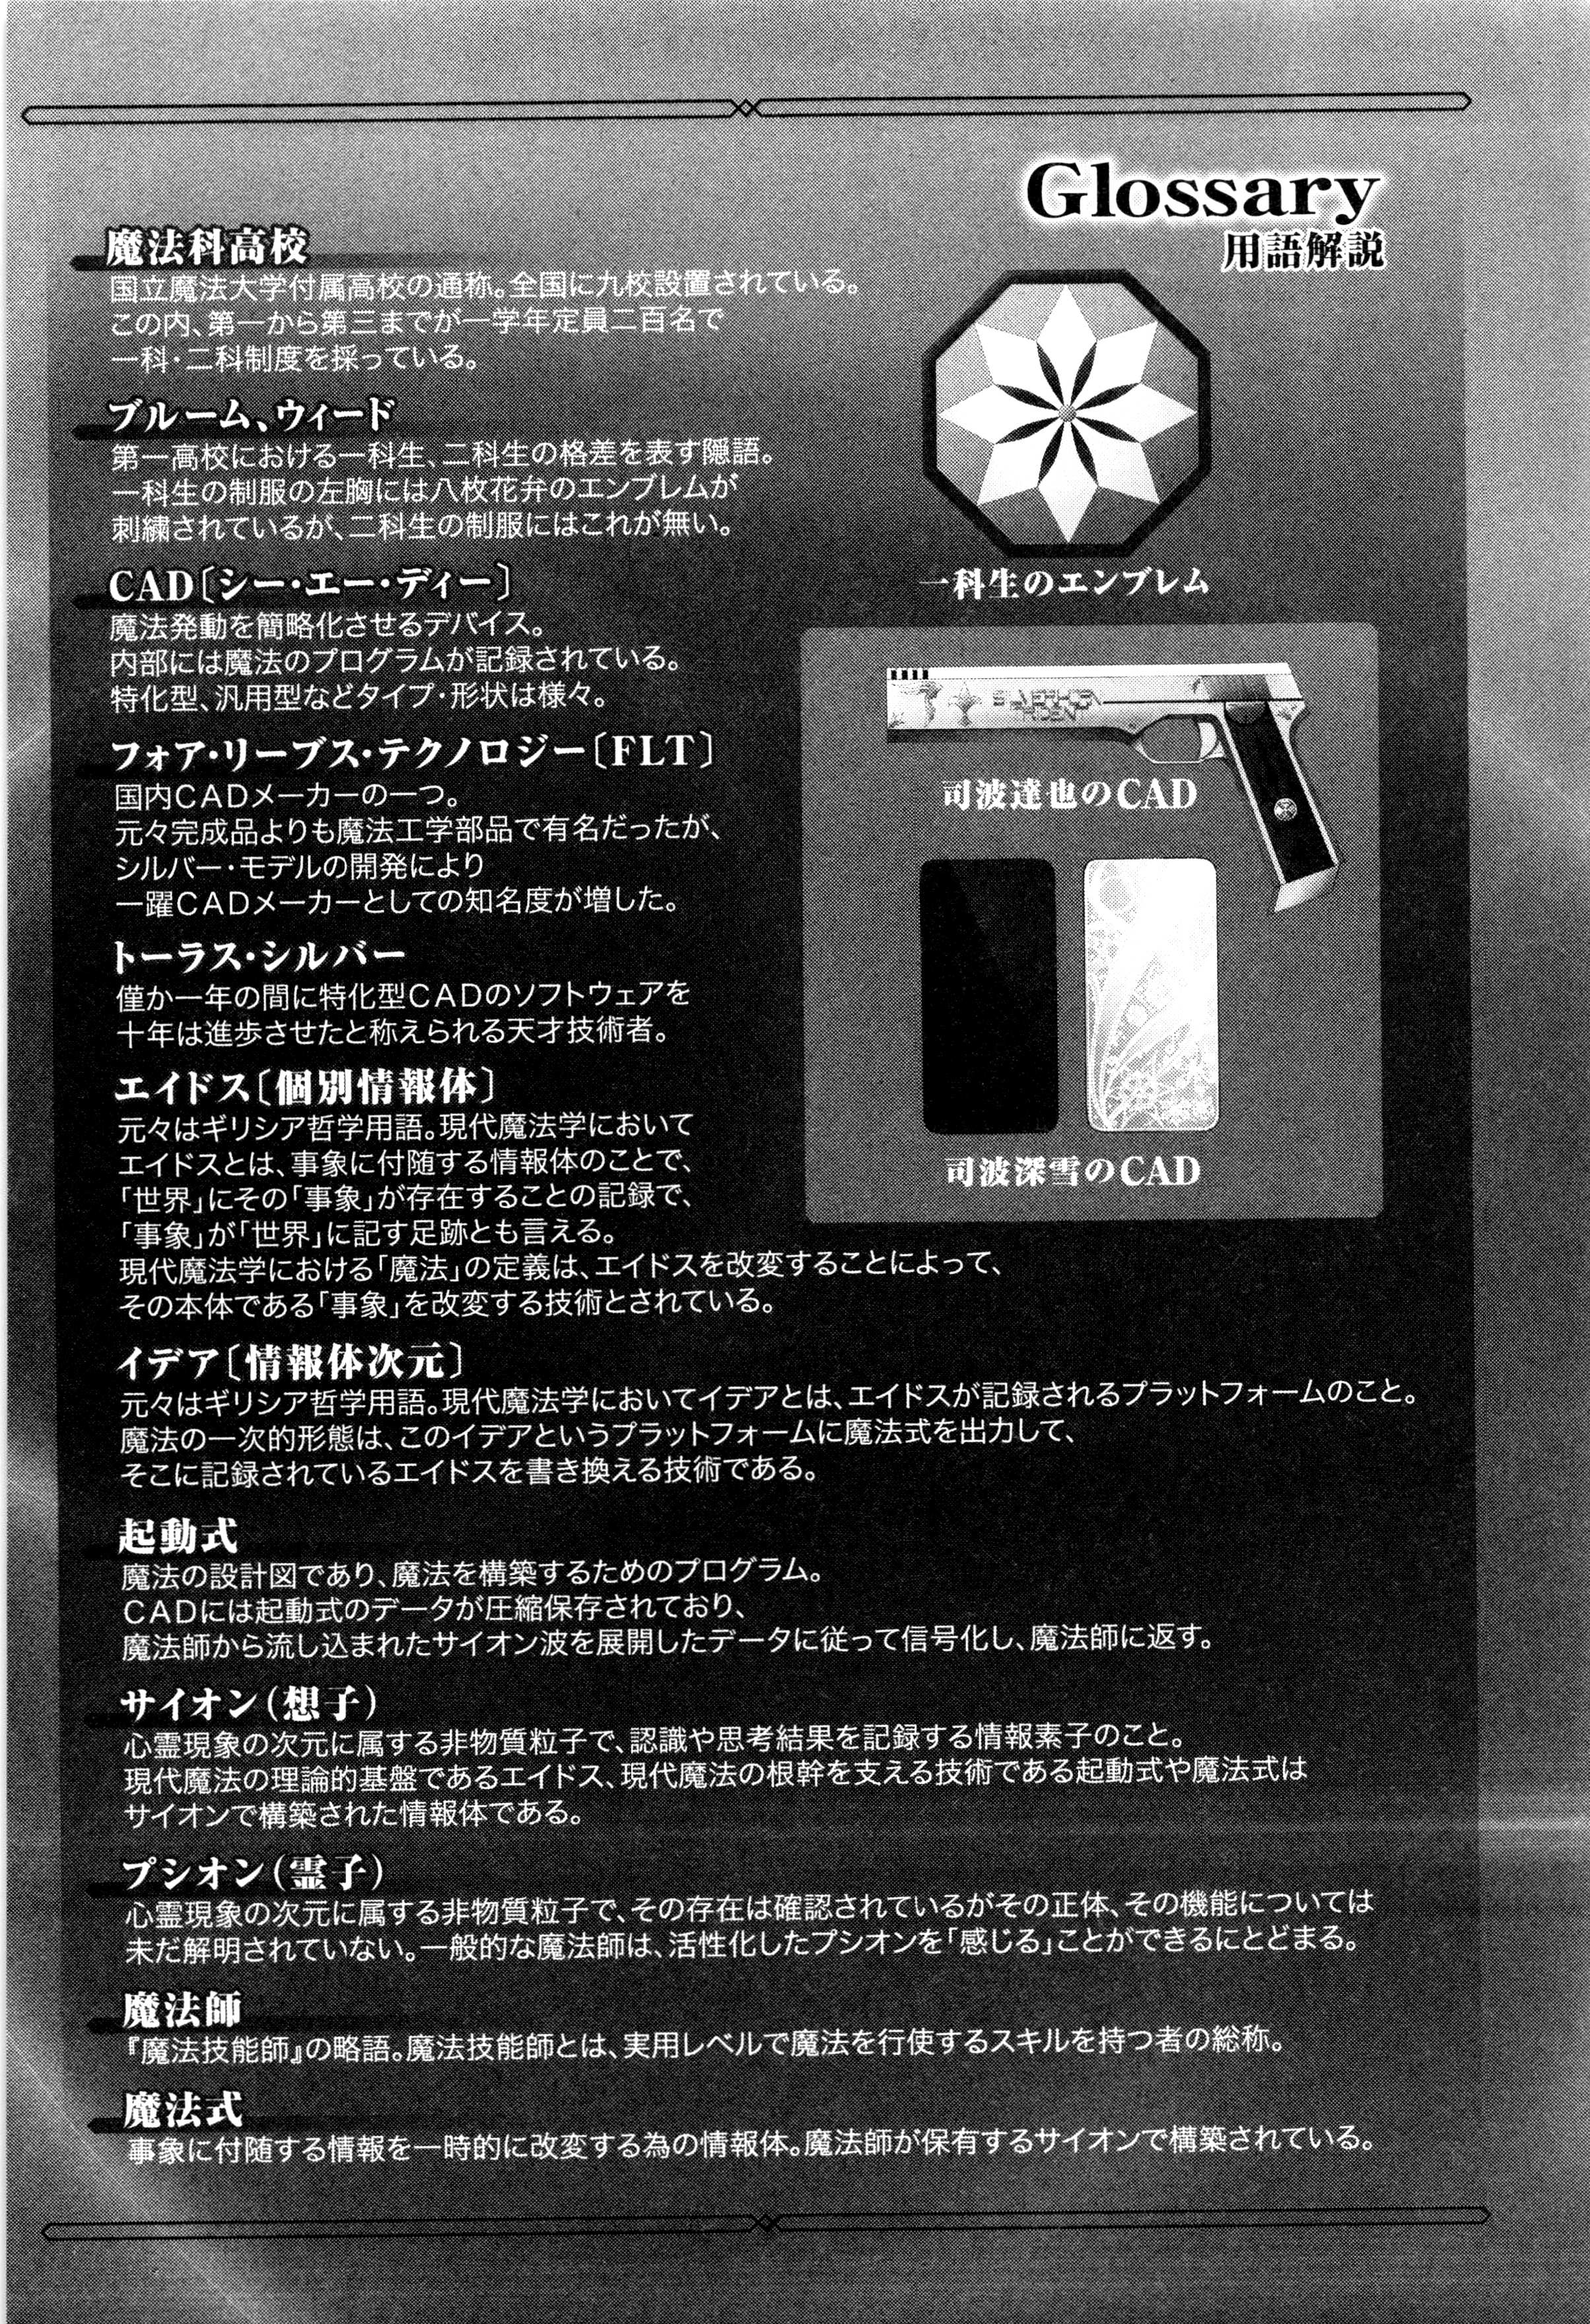 Glossary
用語解説
魔法科高校
国立魔法大学付属高校の通称。全国に九校設置されている。
この内、第一から第三までが一学年定員二百名で
一科・二科制度を採っている。
ブルーム、ウィード
第一高校における一科生、二科生の格差を表す隠語。
一科生の制服の左胸には八枚花弁のエンブレムが
刺繍されているが、二科生の制服にはこれが無い。
一科生のエンブレム
CAD〔シー・エー・ディー〕
魔法発動を簡略化させるデバイス。
内部には魔法のプログラムが記録されている。
特化型、汎用型などタイプ・形状は様々。
フォア・リーブス・テクノロジー〔FLT〕
国内CADメーカーの一つ。
元々完成品よりも魔法工学部品で有名だったが、
シルバー・モデルの開発により
一躍CADメーカーとしての知名度が増した。
司波達也のCAD
トーラス・シルバー
僅か一年の間に特化型CADのソフトウェアを
十年は進歩させたと称えられる天才技術者。
司波深雪のCAD
エイドス〔個別情報体〕
元々はギリシア哲学用語。現代魔法学において
エイドスとは、事象に付随する情報体のことで、
「世界」にその「事象」が存在することの記録で、
「事象」が「世界」に記す足跡とも言える。
現代魔法学における「魔法」の定義は、エイドスを改変することによって、
その本体である「事象」を改変する技術とされている。
イデア〔情報体次元〕
元々はギリシア哲学用語。現代魔法学においてイデアとは、エイドスが記録されるプラットフォームのこと。
魔法の一次的形態は、このイデアというプラットフォームに魔法式を出力して、
そこに記録されているエイドスを書き換える技術である。
起動式
魔法の設計図であり、魔法を構築するためのプログラム。
CADには起動式のデータが圧縮保存されており、
魔法師から流し込まれたサイオン波を展開したデータに従って信号化し、魔法師に返す。
サイオン(想子)
心霊現象の次元に属する非物質粒子で、認識や思考結果を記録する情報素子のこと。
現代魔法の理論的基盤であるエイドス、現代魔法の根幹を支える技術である起動式や魔法式は
サイオンで構築された情報体である。
プシオン(霊子)
心霊現象の次元に属する非物質粒子で、その存在は確認されているがその正体、その機能については
未だ解明されていない。一般的な魔法師は、活性化したプシオンを「感じる」ことができるにとどまる。
魔法師
『魔法技能師』の略語。魔法技能師とは、実用レベルで魔法を行使するスキルを持つ者の総称。
魔法式
事象に付随する情報を一時的に改変する為の情報体。魔法師が保有するサイオンで構築されている。